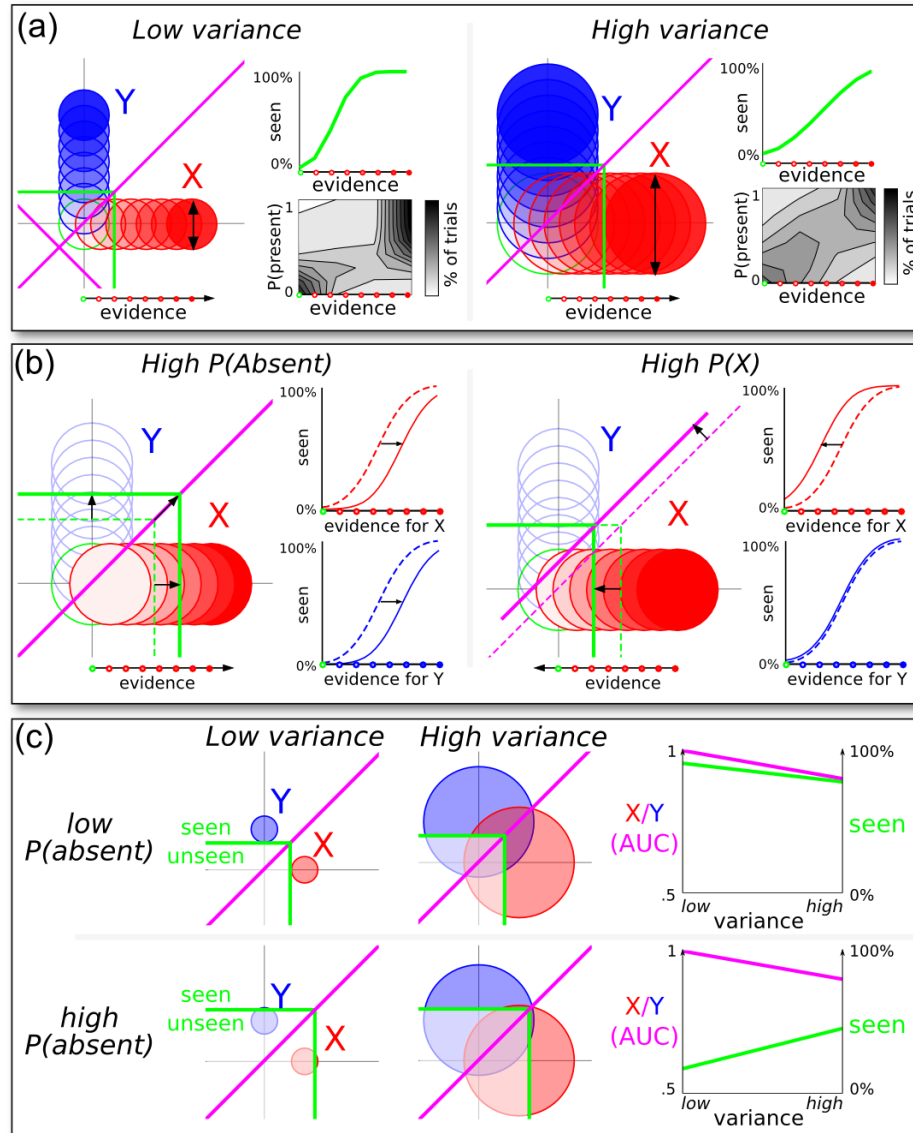 (a)
Low variance
High variance
Y
X
100%
seen
0%
evidence
1
P(present)
0
% of trials
evidence
evidence
Y
X
100%
seen
0%
evidence
1
P(present)
0
% of trials
evidence
evidence
(b)
High P(Absent)
High P(X)
Y
X
evidence
100%
seen
0%
evidence for X
100%
seen
0%
evidence for Y
Y
X
evidence
100%
seen
0%
evidence for X
100%
seen
0%
evidence for Y
(c)
Low variance
High variance
low
P(absent)
seen
unseen
Y
X
1
100%
X/Y
(AUC)
seen
.5
0%
low
high
variance
high
P(absent)
seen
unseen
Y
X
1
100%
X/Y
(AUC)
seen
.5
0%
low
high
variance